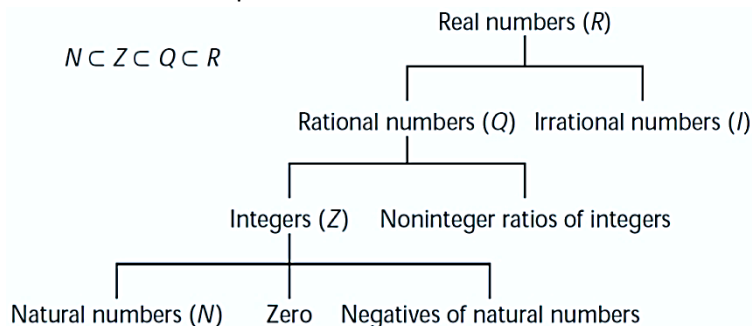 Real numbers (R)
N ⊂ Z ⊂ Q ⊂ R
Rational numbers (Q) Irrational numbers (I)
Integers (Z) Noninteger ratios of integers
Natural numbers (N) Zero Negatives of natural numbers